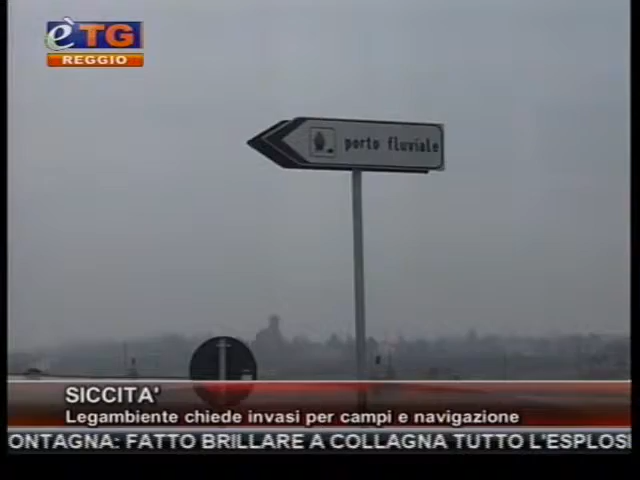 èTG
REGGIO
porto fluviale
SICCITA'
Legambiente chiede invasi per campi e navigazione
ONTAGNA: FATTO BRILLARE A COLLAGNA TUTTO L'ESPLOSI